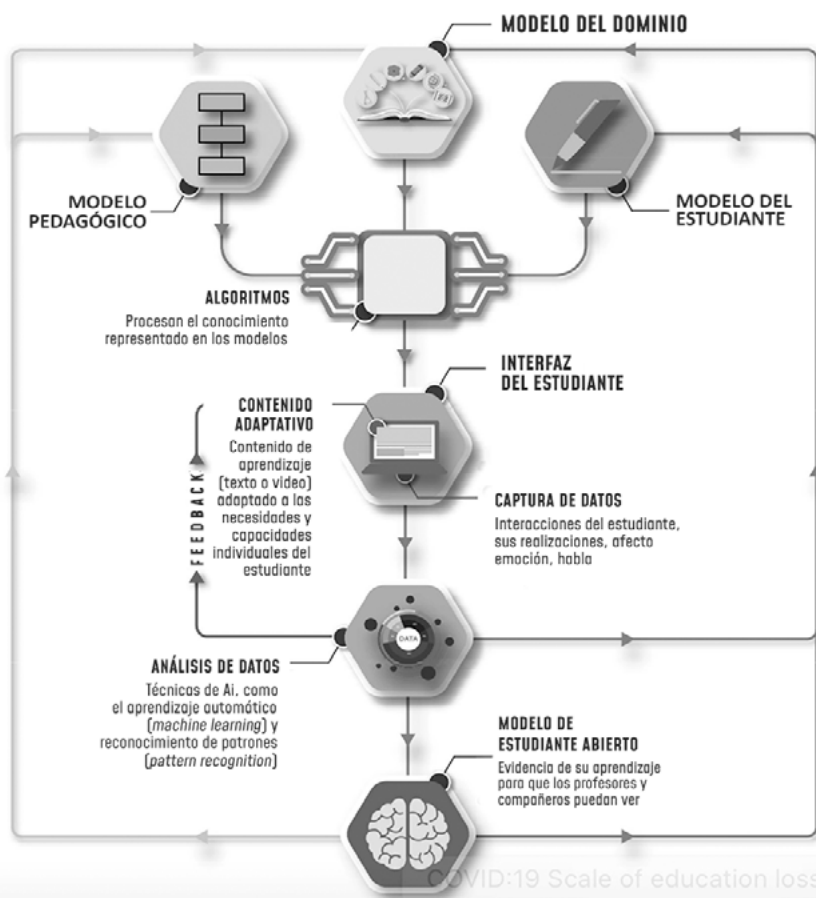 MODELO DEL DOMINIO
MODELO
PEDAGÓGICO
MODELO DEL
ESTUDIANTE
ALGORITMOS
Procesan el conocimiento
representado en los modelos
INTERFAZ
DEL ESTUDIANTE
CONTENIDO
ADAPTATIVO
Contenido de
aprendizaje
(texto o video)
adaptado a las
necesidades y
capacidades
individuales del
estudiante
FEEDBACK
CAPTURA DE DATOS
Interacciones del estudiante,
sus realizaciones, afecto
emoción, habla
DATA
ANÁLISIS DE DATOS
Técnicas de Ai, como
el aprendizaje automático
(machine learning) y
reconocimiento de patrones
(pattern recognition)
MODELO DE
ESTUDIANTE ABIERTO
Evidencia de su aprendizaje
para que los profesores y
compañeros puedan ver
COVID:19 Scale of education loss